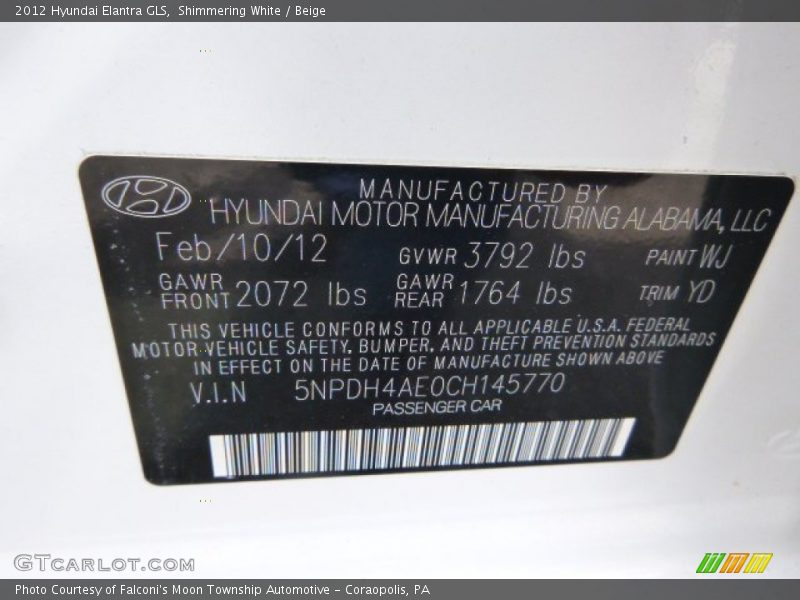 2012 Hyundai Elantra GLS,  Shimmering White / Beige
MANUFACTURED BY
HYUNDAI MOTOR MANUFACTURING ALABAMA, LLC
Feb/10/12 GVWR 3792 lbs PAINT WJ
GAWR FRONT 2072 lbs GAWR REAR 1764 lbs TRIM YD
THIS VEHICLE CONFORMS TO ALL APPLICABLE U.S.A. FEDERAL
MOTOR VEHICLE SAFETY, BUMPER, AND THEFT PREVENTION STANDARDS
IN EFFECT ON THE DATE OF MANUFACTURE SHOWN ABOVE
V.I.N 5NPDH4AE0CH145770
PASSENGER CAR
GTCARLOT.COM
Photo Courtesy of Falconi's Moon Township Automotive - Coraopolis, PA